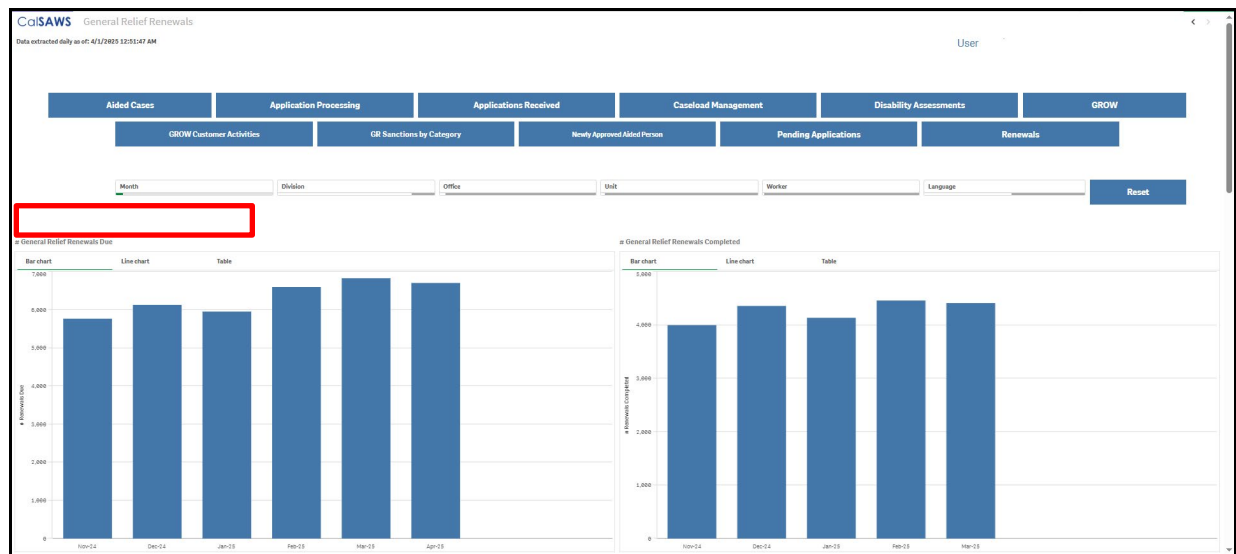 CalSAWS General Relief Renewals
Data extracted daily as of: 4/1/2025 12:51:47 AM
User
Aided Cases Application Processing Applications Received Caseload Management Disability Assessments GROW
GROW Customer Activities GR Sanctions by Category Newly Approved Aided Person Pending Applications Renewals
Month Division Office Unit Worker Language Reset
# General Relief Renewals Due
Bar chart Line chart Table
# Renewals Due
7,000
6,000
5,000
4,000
3,000
2,000
1,000
0
Nov-24 Dec-24 Jan-25 Feb-25 Mar-25 Apr-25
# General Relief Renewals Completed
Bar chart Line chart Table
# Renewals Completed
5,000
4,000
3,000
2,000
1,000
0
Nov-24 Dec-24 Jan-25 Feb-25 Mar-25